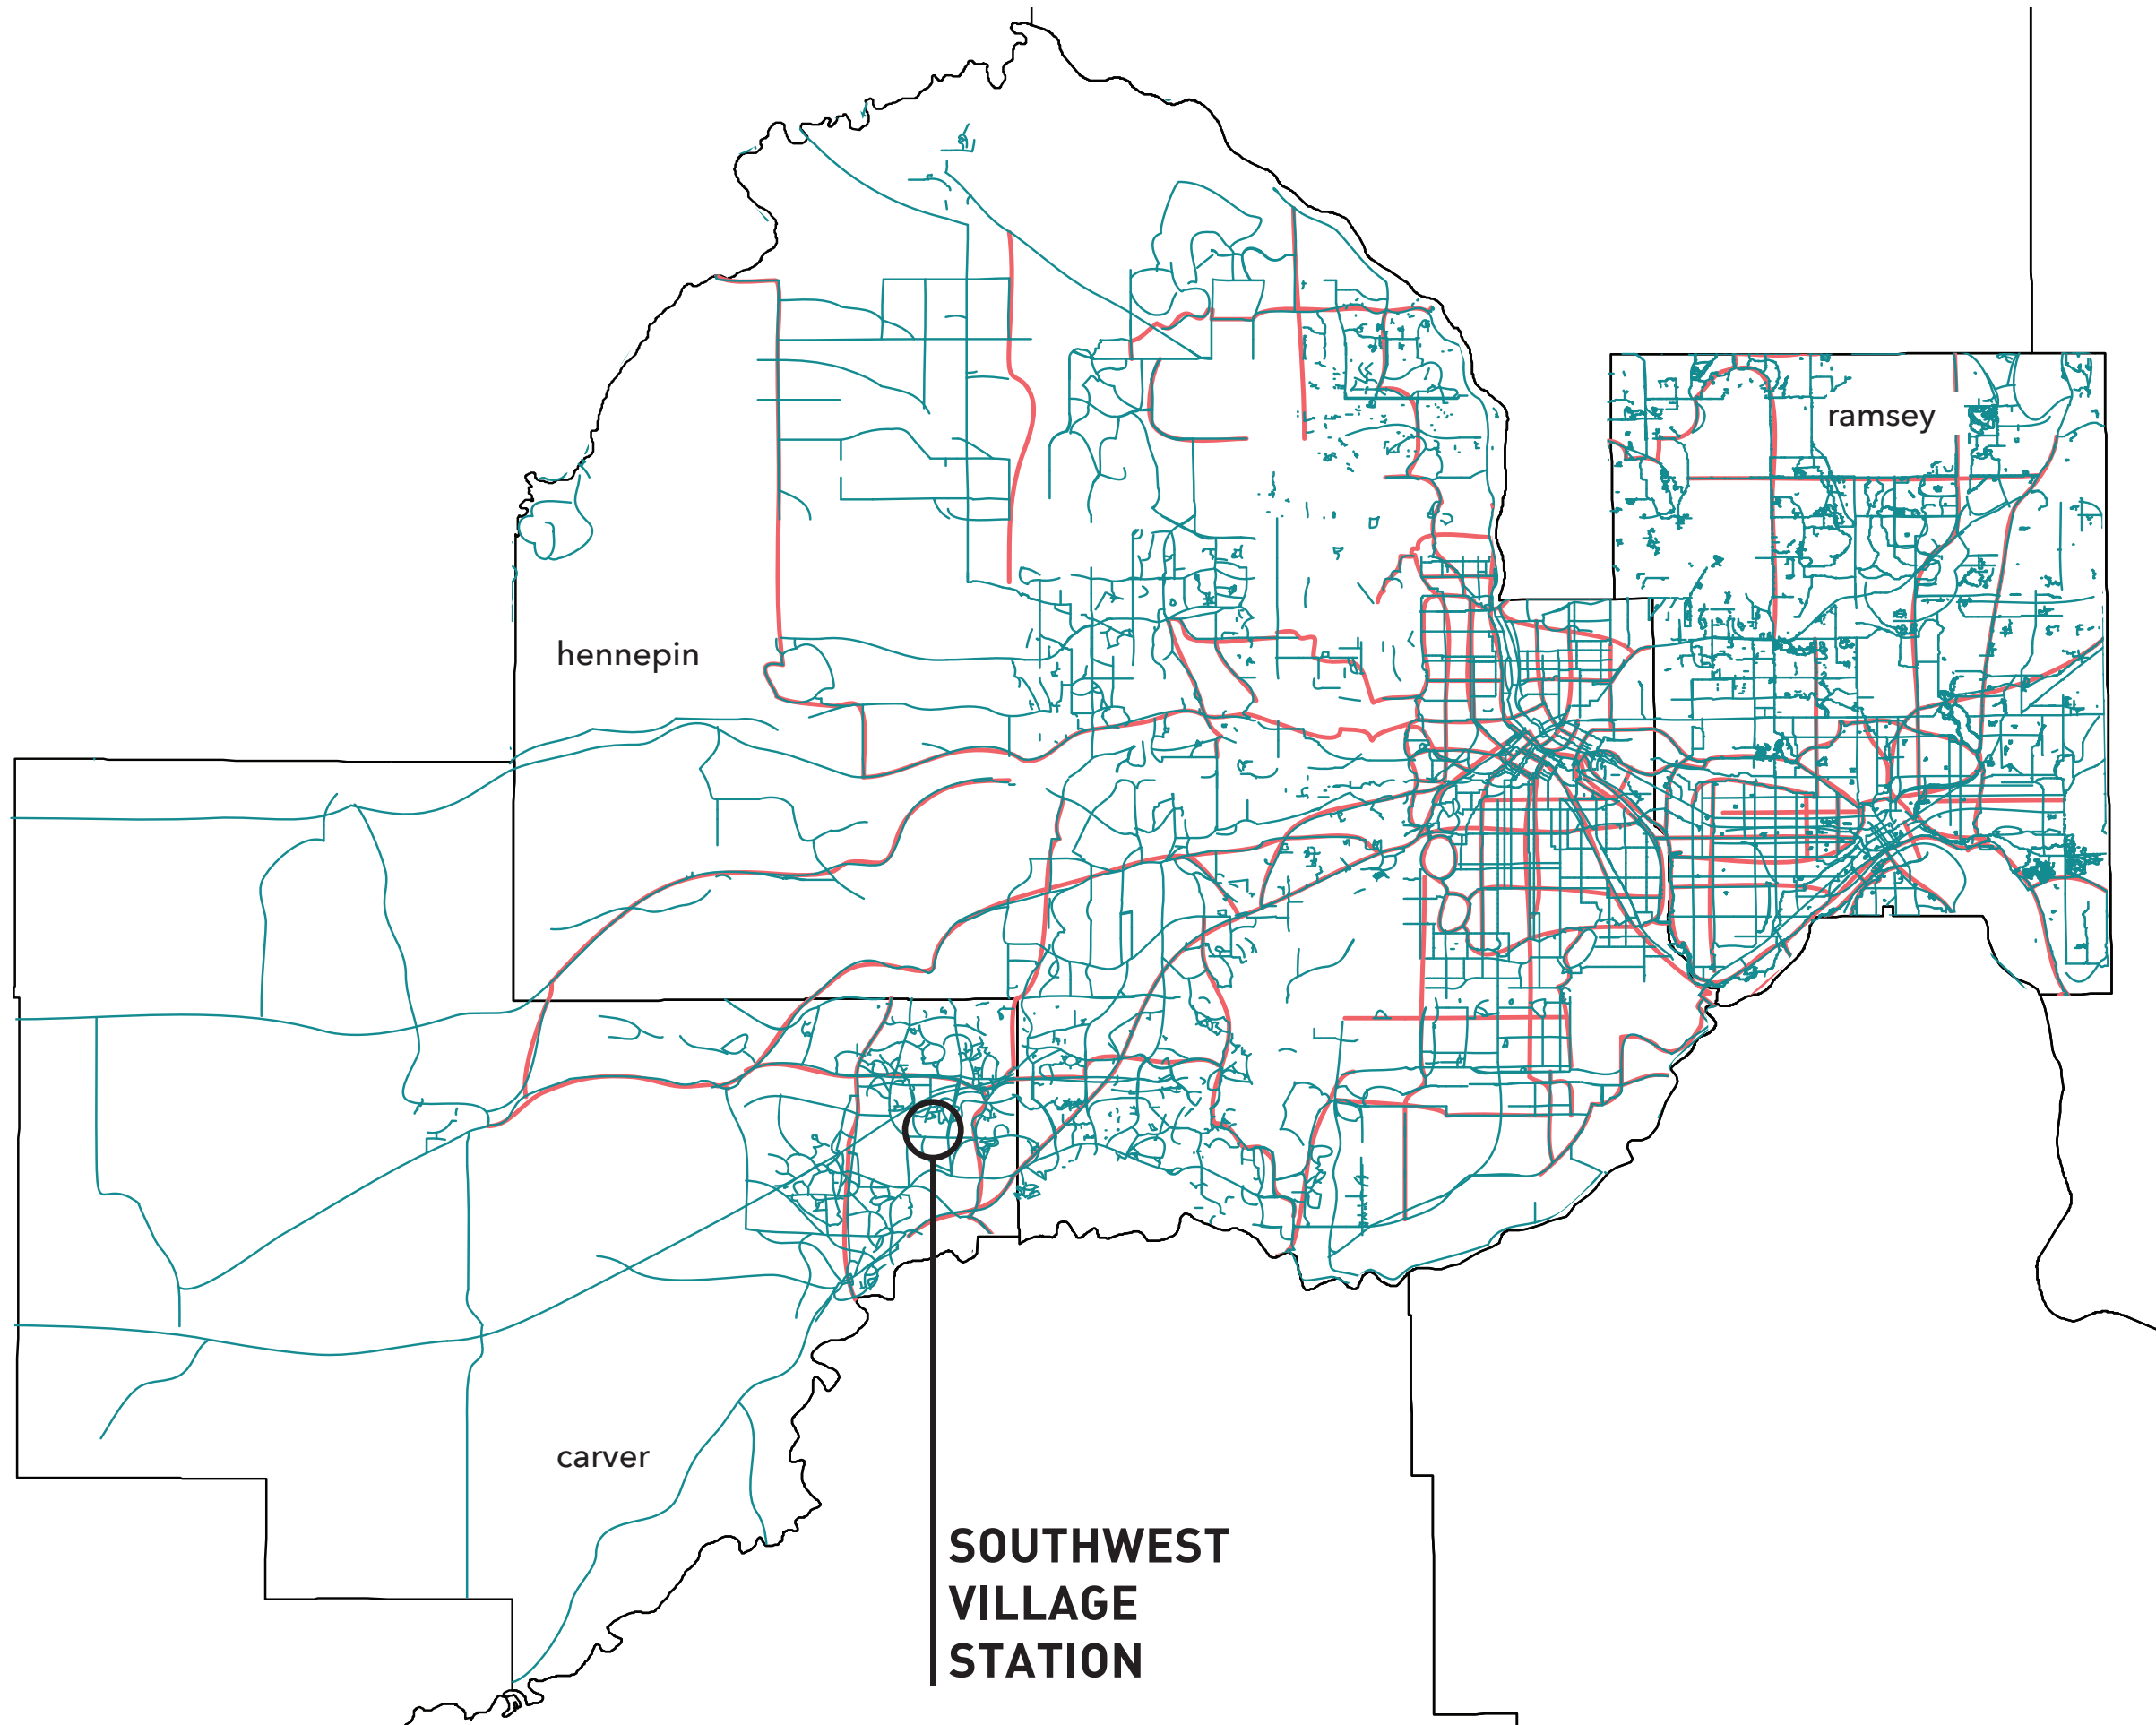 ramsey
hennepin
carver
SOUTHWEST
VILLAGE
STATION